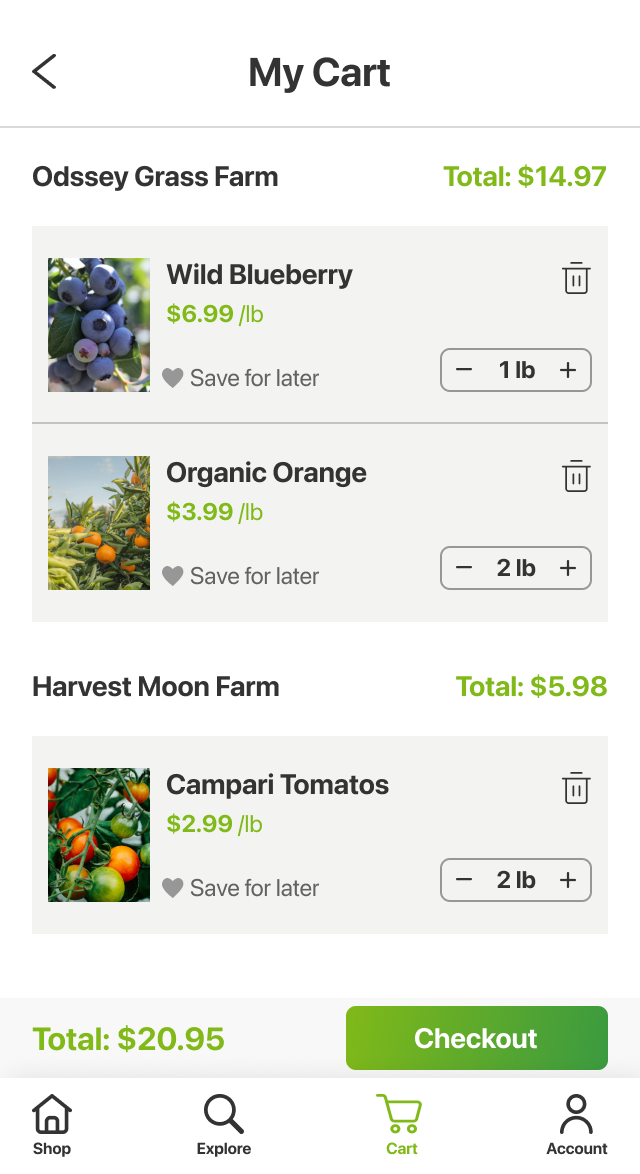 My Cart
Odssey Grass Farm Total: $14.97
Wild Blueberry
$6.99 /lb
Save for later − 1 lb +
Organic Orange
$3.99 /lb
Save for later − 2 lb +
Harvest Moon Farm Total: $5.98
Campari Tomatos
$2.99 /lb
Save for later − 2 lb +
Total: $20.95 Checkout
Shop Explore Cart Account